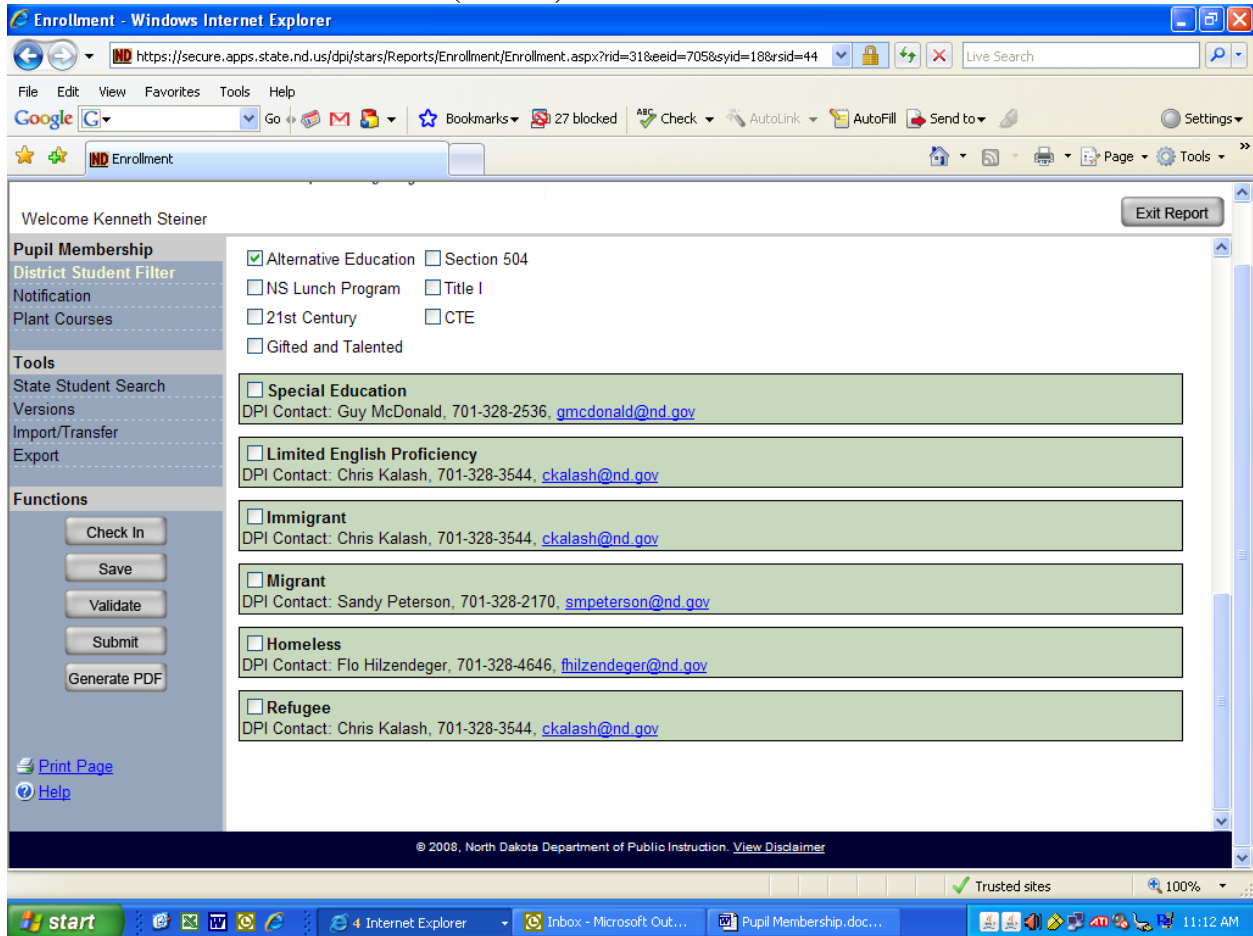 Enrollment - Windows Internet Explorer
https://secure.apps.state.nd.us/dpi/stars/Reports/Enrollment/Enrollment.aspx?rid=31&eeid=705&syid=18&rsid=44
Live Search
File Edit View Favorites Tools Help
Google G Go Bookmarks 27 blocked ABC Check AutoLink AutoFill Send to Settings
ND Enrollment
Page Tools
Welcome Kenneth Steiner
Exit Report
Pupil Membership
District Student Filter
Notification
Plant Courses
Tools
State Student Search
Versions
Import/Transfer
Export
Functions
Check In
Save
Validate
Submit
Generate PDF
Print Page
Help
Alternative Education Section 504
NS Lunch Program Title I
21st Century CTE
Gifted and Talented
Special Education
DPI Contact: Guy McDonald, 701-328-2536, gmcdonald@nd.gov
Limited English Proficiency
DPI Contact: Chris Kalash, 701-328-3544, ckalash@nd.gov
Immigrant
DPI Contact: Chris Kalash, 701-328-3544, ckalash@nd.gov
Migrant
DPI Contact: Sandy Peterson, 701-328-2170, smpeterson@nd.gov
Homeless
DPI Contact: Flo Hilzendeger, 701-328-4646, fhilzendeger@nd.gov
Refugee
DPI Contact: Chris Kalash, 701-328-3544, ckalash@nd.gov
© 2008, North Dakota Department of Public Instruction. View Disclaimer
Trusted sites 100%
start 4 Internet Explorer Inbox - Microsoft Out... Pupil Membership.doc... 11:12 AM